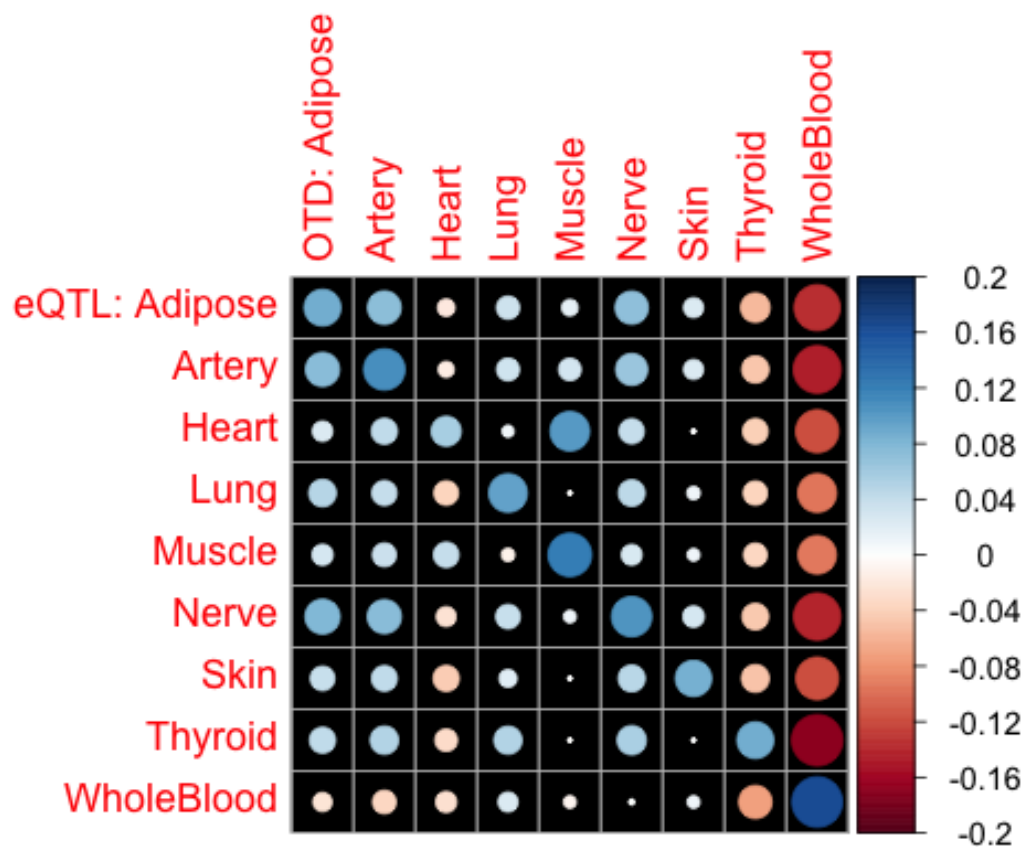 OTD: Adipose
Artery
Heart
Lung
Muscle
Nerve
Skin
Thyroid
WholeBlood
eQTL: Adipose
Artery
Heart
Lung
Muscle
Nerve
Skin
Thyroid
WholeBlood
0.2
0.16
0.12
0.08
0.04
0
-0.04
-0.08
-0.12
-0.16
-0.2